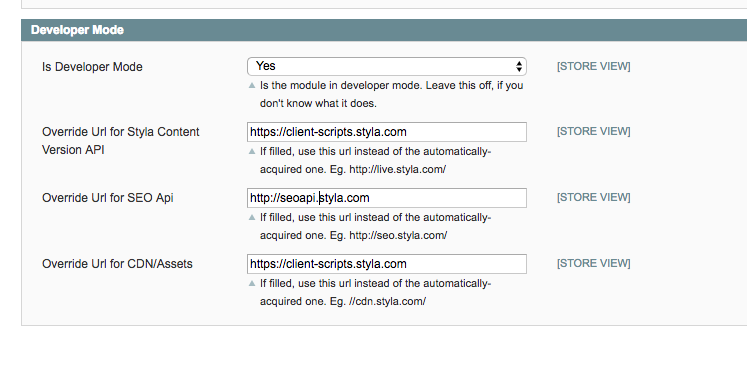 Developer Mode
Is Developer Mode
Yes
[STORE VIEW]
Is the module in developer mode. Leave this off, if you
don't know what it does.
Override Url for Styla Content
Version API
https://client-scripts.styla.com
[STORE VIEW]
If filled, use this url instead of the automatically-
acquired one. Eg. http://live.styla.com/
Override Url for SEO Api
http://seoapi.styla.com
[STORE VIEW]
If filled, use this url instead of the automatically-
acquired one. Eg. http://seo.styla.com/
Override Url for CDN/Assets
https://client-scripts.styla.com
[STORE VIEW]
If filled, use this url instead of the automatically-
acquired one. Eg. //cdn.styla.com/